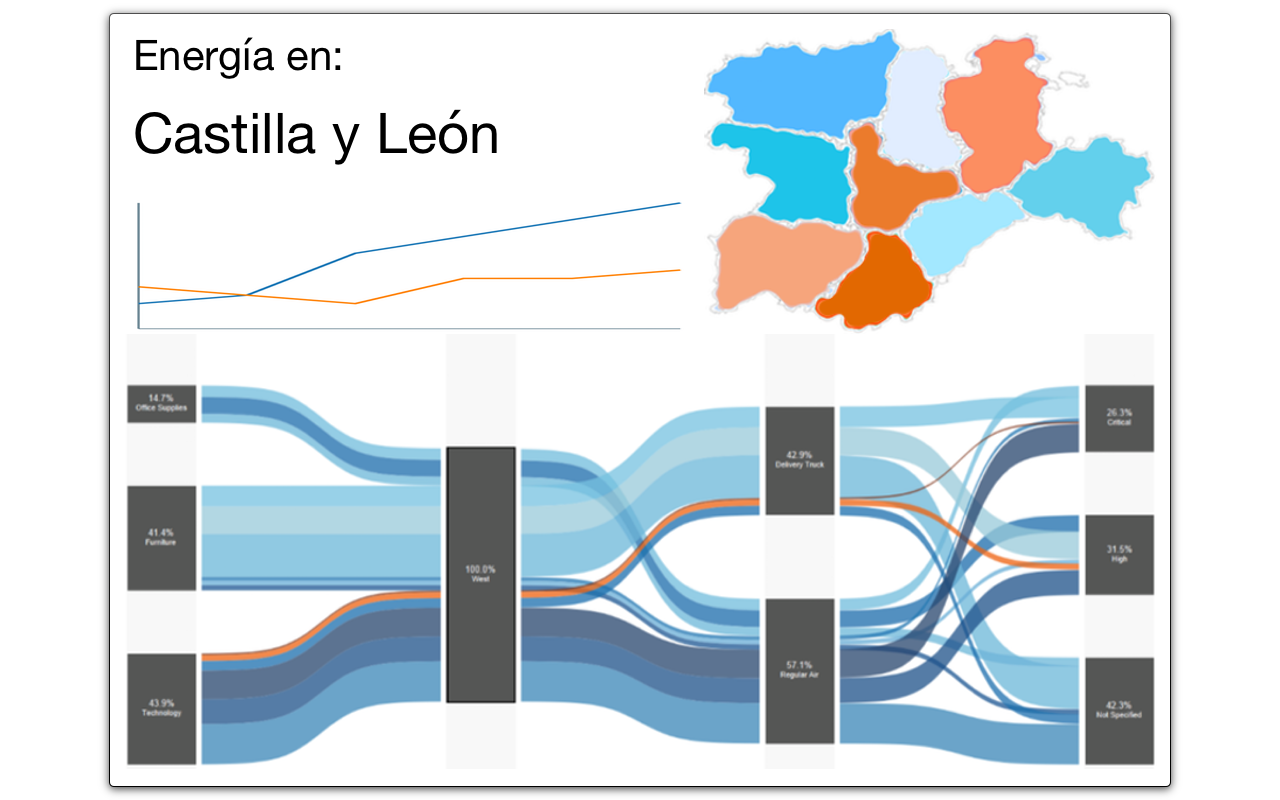 Energía en:
Castilla y León
14.7%
Office Supplies
41.4%
Furniture
43.9%
Technology
100.0%
West
42.9%
Delivery Truck
57.1%
Regular Air
26.3%
Critical
31.5%
High
42.3%
Not Specified